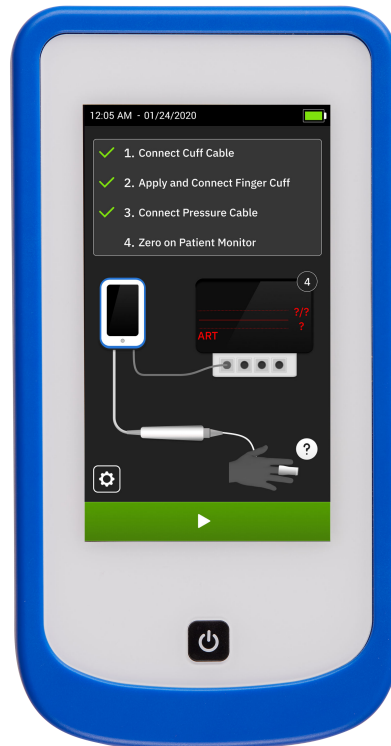 12:05 AM - 01/24/2020
1. Connect Cuff Cable
2. Apply and Connect Finger Cuff
3. Connect Pressure Cable
4. Zero on Patient Monitor
4
?/?
?
ART
?